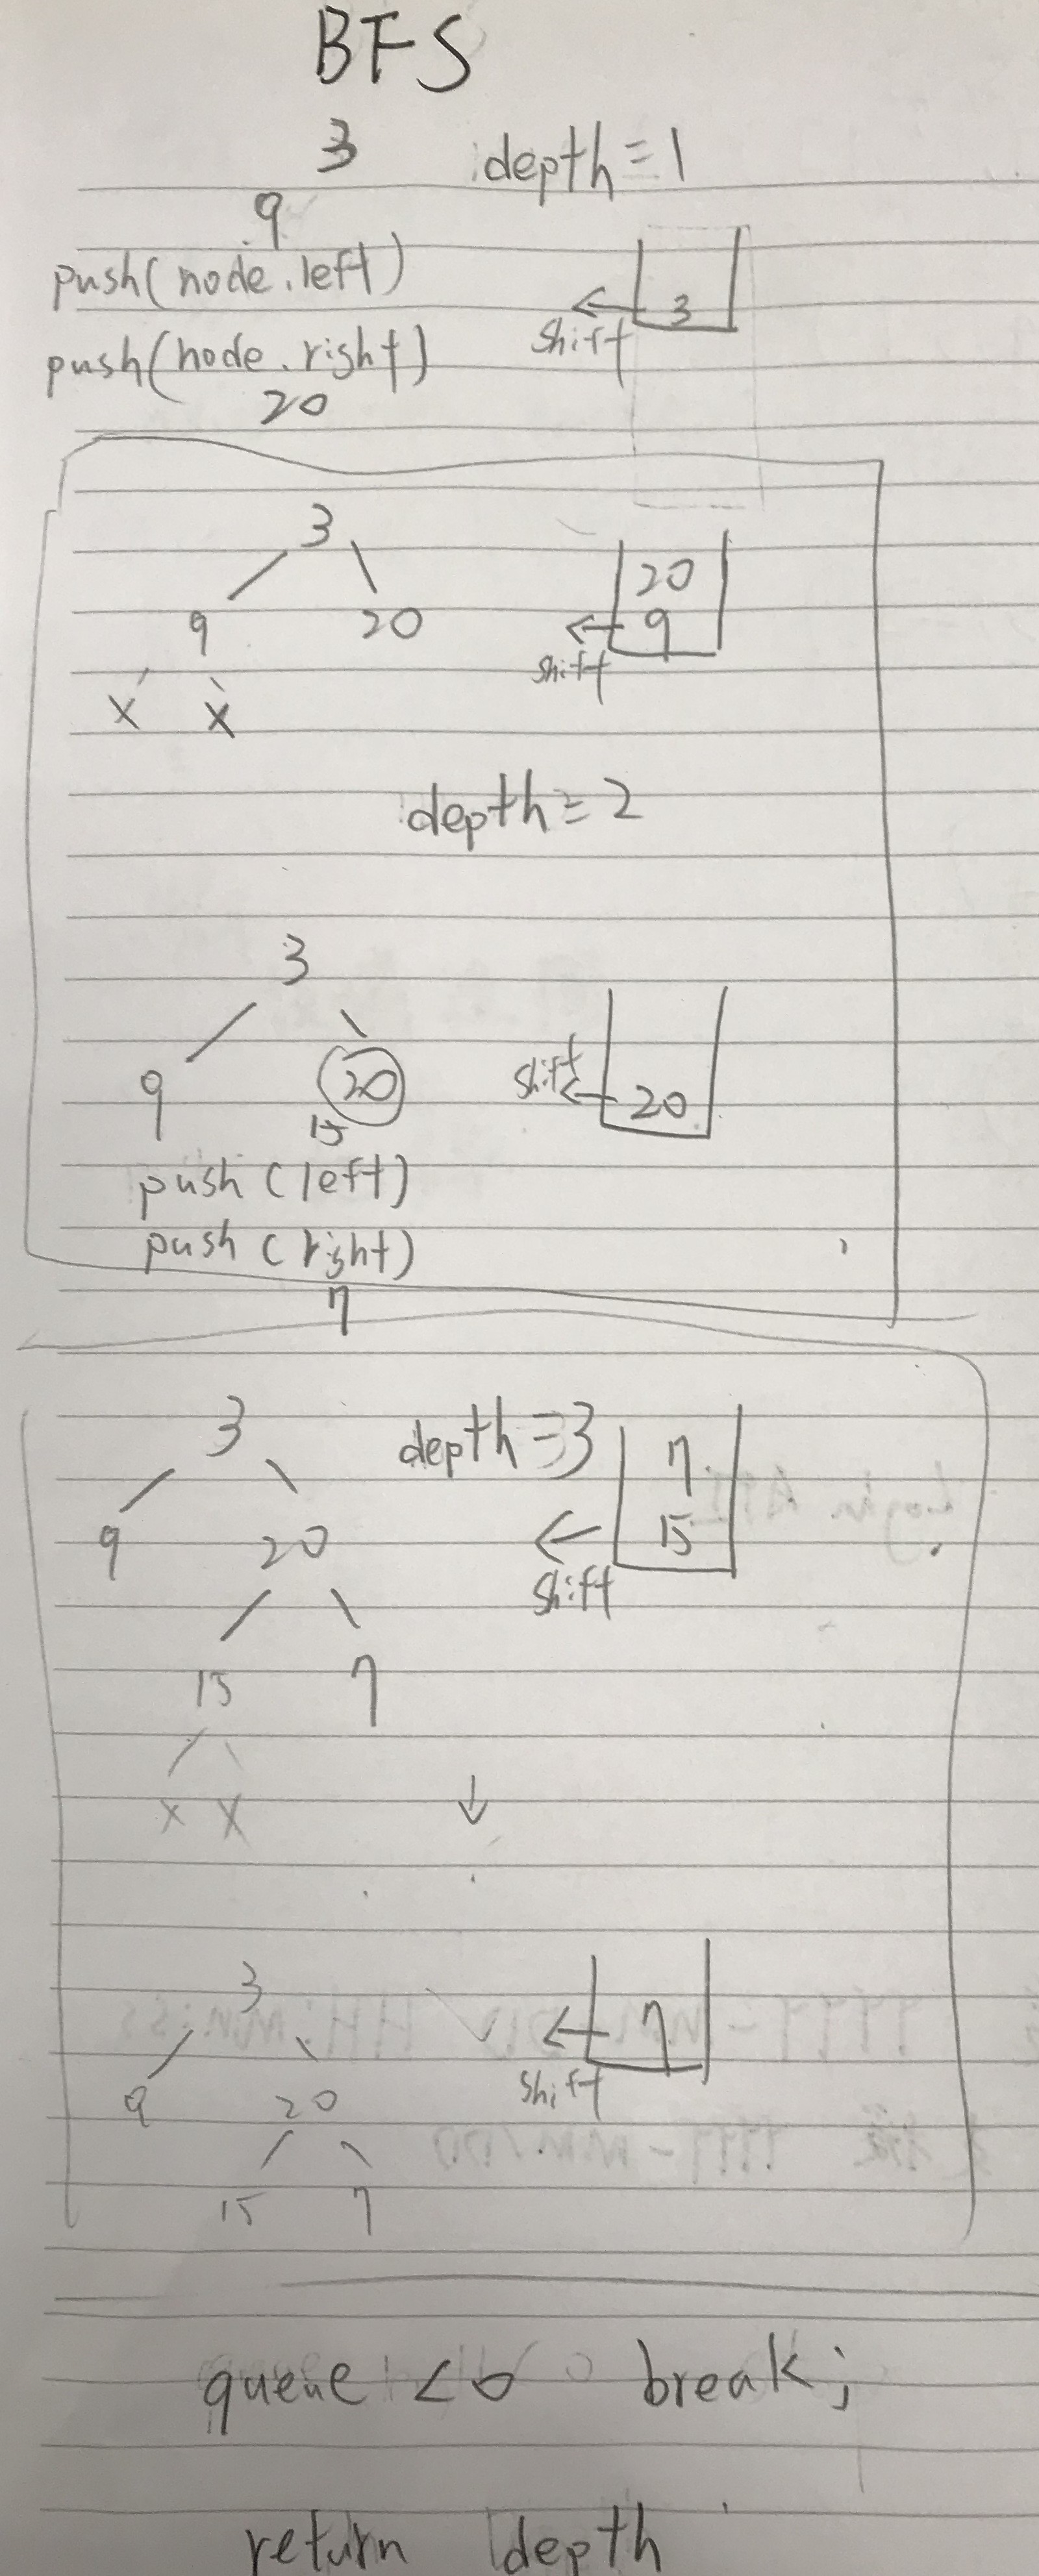 BFS
3 depth=1
9
push(node.left)
3
shift
push(node.right)
20
3
20
9 20 9
shift
x x
depth=2
3
9 20 shift 20
15
push(left)
push(right)
7
3 depth=3 7
9 20 15
shift
15 7
x x
3 7
9 20 shift
15 7
queue <0 break;
return depth